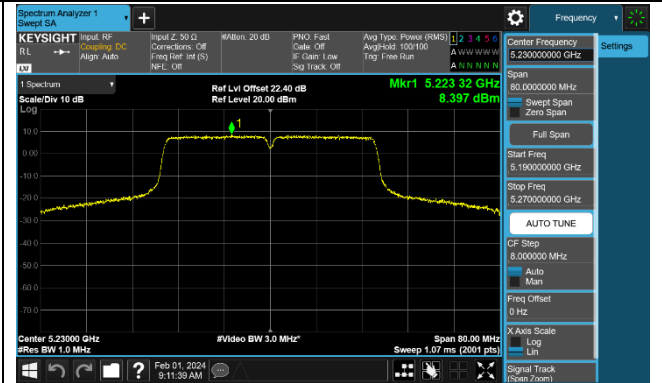 Spectrum Analyzer 1
Swept SA
+
Frequency
KEYSIGHT
RL
LXI
Input: RF
Coupling: DC
Align: Auto
Input Z: 50 Ω
Corrections: Off
Freq Ref: Int (S)
NFE: Off
#Atten: 20 dB
PNO: Fast
Gate: Off
IF Gain: Low
Sig Track: Off
Avg Type: Power (RMS)
Avg|Hold: 100/100
Trig: Free Run
1 2 3 4 5 6
A W W W W W
A N N N N N
1 Spectrum
Scale/Div 10 dB
Log
Ref Lvl Offset 22.40 dB
Ref Level 20.00 dBm
Mkr1 5.223 32 GHz
8.397 dBm
1
10.0
0.00
-10.0
-20.0
-30.0
-40.0
-50.0
-60.0
-70.0
Center 5.23000 GHz
#Res BW 1.0 MHz
#Video BW 3.0 MHz*
Span 80.00 MHz
Sweep 1.07 ms (2001 pts)
Feb 01, 2024
9:11:39 AM
Center Frequency
5.230000000 GHz
Settings
Span
80.0000000 MHz
Swept Span
Zero Span
Full Span
Start Freq
5.190000000 GHz
Stop Freq
5.270000000 GHz
AUTO TUNE
CF Step
8.000000 MHz
Auto
Man
Freq Offset
0 Hz
X Axis Scale
Log
Lin
Signal Track
(Span Zoom)